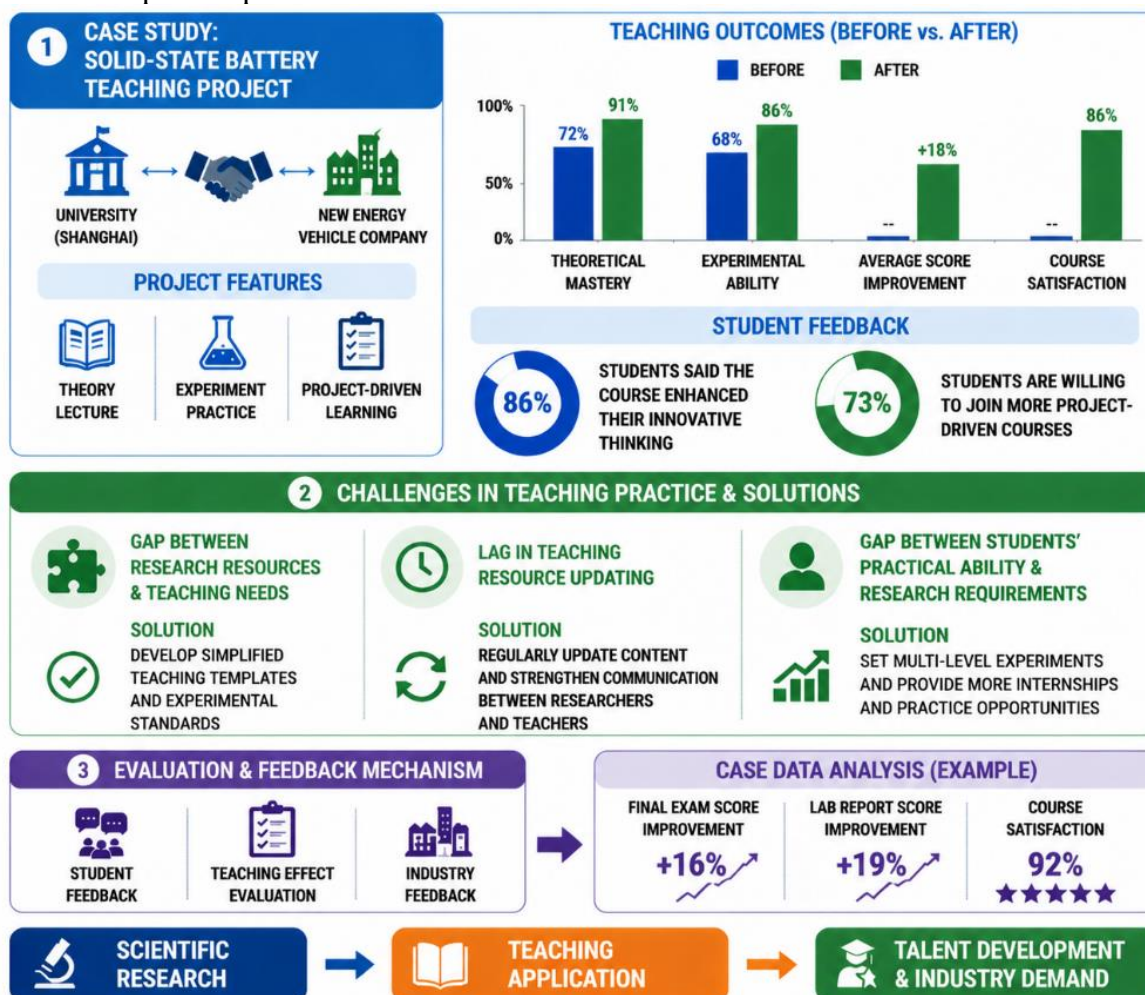 1
CASE STUDY:
SOLID-STATE BATTERY
TEACHING PROJECT
UNIVERSITY
(SHANGHAI)
NEW ENERGY
VEHICLE COMPANY
PROJECT FEATURES
THEORY
LECTURE
EXPERIMENT
PRACTICE
PROJECT-DRIVEN
LEARNING
TEACHING OUTCOMES (BEFORE vs. AFTER)
BEFORE
AFTER
100%
50%
0%
72%
91%
68%
86%
--
+18%
--
86%
THEORETICAL
MASTERY
EXPERIMENTAL
ABILITY
AVERAGE SCORE
IMPROVEMENT
COURSE
SATISFACTION
STUDENT FEEDBACK
86%
STUDENTS SAID THE
COURSE ENHANCED
THEIR INNOVATIVE
THINKING
73%
STUDENTS ARE WILLING
TO JOIN MORE PROJECT-
DRIVEN COURSES
2 CHALLENGES IN TEACHING PRACTICE & SOLUTIONS
GAP BETWEEN
RESEARCH RESOURCES
& TEACHING NEEDS
SOLUTION
DEVELOP SIMPLIFIED
TEACHING TEMPLATES
AND EXPERIMENTAL
STANDARDS
LAG IN TEACHING
RESOURCE UPDATING
SOLUTION
REGULARLY UPDATE CONTENT
AND STRENGTHEN COMMUNICATION
BETWEEN RESEARCHERS
AND TEACHERS
GAP BETWEEN STUDENTS'
PRACTICAL ABILITY &
RESEARCH REQUIREMENTS
SOLUTION
SET MULTI-LEVEL EXPERIMENTS
AND PROVIDE MORE INTERNSHIPS
AND PRACTICE OPPORTUNITIES
3 EVALUATION & FEEDBACK MECHANISM
STUDENT
FEEDBACK
TEACHING EFFECT
EVALUATION
INDUSTRY
FEEDBACK
CASE DATA ANALYSIS (EXAMPLE)
FINAL EXAM SCORE
IMPROVEMENT
+16%
LAB REPORT SCORE
IMPROVEMENT
+19%
COURSE
SATISFACTION
92%
SCIENTIFIC
RESEARCH
TEACHING
APPLICATION
TALENT DEVELOPMENT
& INDUSTRY DEMAND